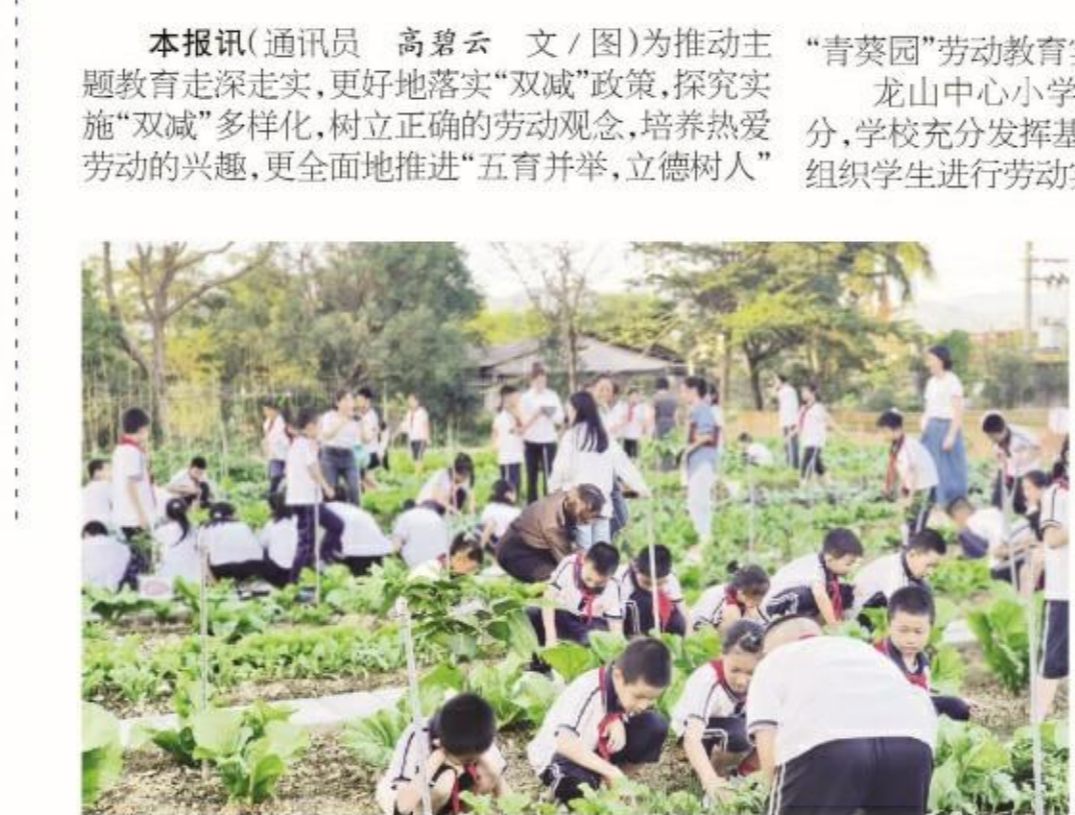 本报讯(通讯员 高碧云 文/图)为推动主
题教育走深走实,更好地落实“双减”政策,探究实
施“双减”多样化,树立正确的劳动观念,培养热爱
劳动的兴趣,更全面地推进“五育并举,立德树人”
“青葵园”劳动教育
龙山中心小学
分,学校充分发挥基
组织学生进行劳动